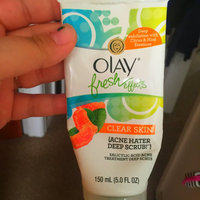 Deep
Exfoliation with
Citrus & Mint
Essences
OLAY
fresh effects
CLEAR SKIN
{ACNE HATER
DEEP SCRUB!}
SALICYLIC ACID ACNE
TREATMENT DEEP SCRUB
150 mL (5.0 FL OZ)